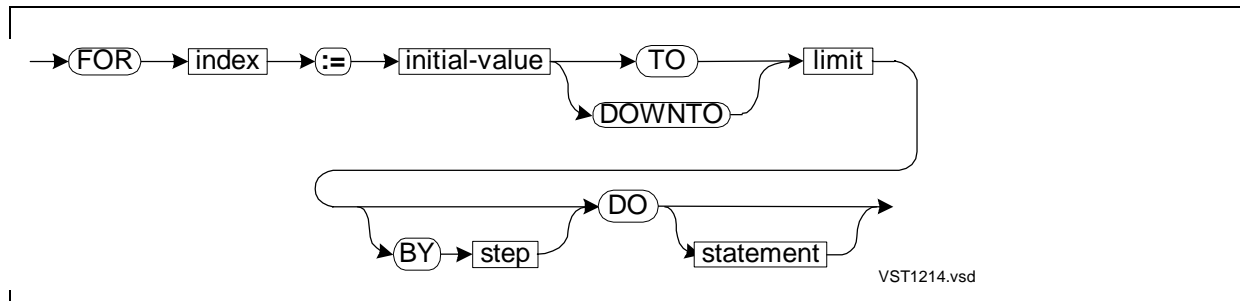 FOR index := initial-value TO limit
DOWNTO
DO
BY step statement
VST1214.vsd